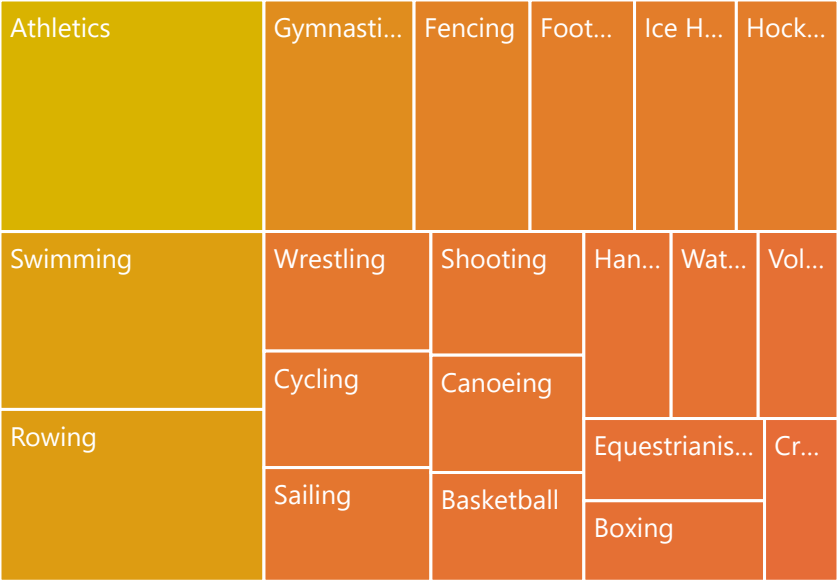 Athletics
Gymnasti...
Fencing
Foot...
Ice H...
Hock...
Swimming
Wrestling
Shooting
Han...
Wat...
Vol...
Cycling
Canoeing
Rowing
Equestrianis...
Cr...
Sailing
Basketball
Boxing